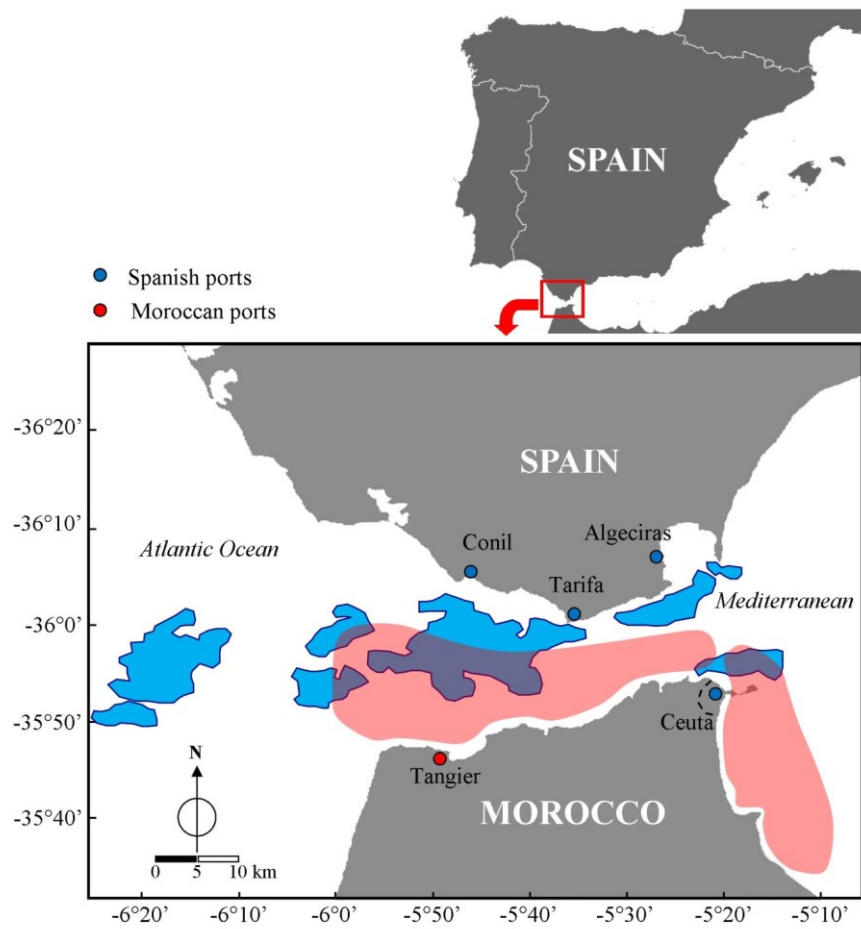 SPAIN
Spanish ports
Moroccan ports
-36°20’
-36°10’
-36°0’
-35°50’
-35°40’
SPAIN
Conil
Algeciras
Atlantic Ocean
Tarifa
Mediterranean
Ceuta
Tangier
MOROCCO
N
0 5 10 km
-6°20’ -6°10’ -6°0’ -5°50’ -5°40’ -5°30’ -5°20’ -5°10’